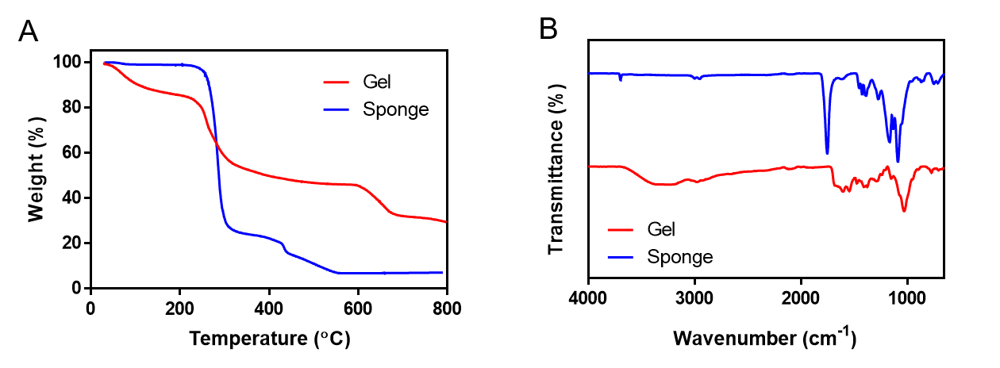 A
Weight (%)
100
80
60
40
20
0
Gel
Sponge
0 200 400 600 800
Temperature (°C)
B
Transmittance (%)
Gel
Sponge
4000 3000 2000 1000
Wavenumber (cm⁻¹)